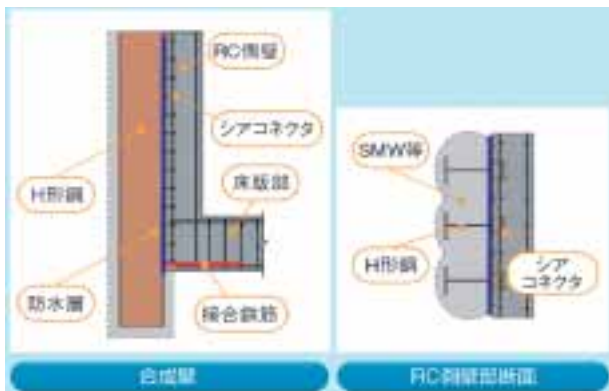 RC側壁
シアコネクタ
H形鋼
床版部
防水層
接合鉄筋
合成壁
SMW等
H形鋼
シア
コネクタ
RC側壁部断面